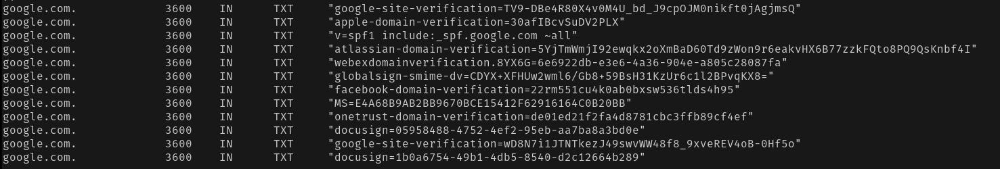 google.com. 3600 IN TXT "google-site-verification=TV9-DBe4R80X4v0M4U_bd_J9cpOJM0nikft0jAgjmsQ"
google.com. 3600 IN TXT "apple-domain-verification=30afIBcvSuDV2PLX"
google.com. 3600 IN TXT "v=spf1 include:_spf.google.com ~all"
google.com. 3600 IN TXT "atlassian-domain-verification=5YjTmWmjI92ewqkx2oXmBaD60Td9zWon9r6eakvHX6B77zzkFQto8PQ9QsKnbf4I"
google.com. 3600 IN TXT "webexdomainverification.8YX6G=6e6922db-e3e6-4a36-904e-a805c28087fa"
google.com. 3600 IN TXT "globalsign-smime-dv=CDYX+XFHUw2wml6/Gb8+59BsH31KzUr6c1l2BPvqKX8="
google.com. 3600 IN TXT "facebook-domain-verification=22rm551cu4k0ab0bxsw536tlds4h95"
google.com. 3600 IN TXT "MS=E4A68B9AB2BB9670BCE15412F62916164C0B20BB"
google.com. 3600 IN TXT "onetrust-domain-verification=de01ed21f2fa4d8781cbc3ffb89cf4ef"
google.com. 3600 IN TXT "docusign=05958488-4752-4ef2-95eb-aa7ba8a3bd0e"
google.com. 3600 IN TXT "google-site-verification=wD8N7i1JTNTkezJ49swvWW48f8_9xveREV4oB-0Hf5o"
google.com. 3600 IN TXT "docusign=1b0a6754-49b1-4db5-8540-d2c12664b289"